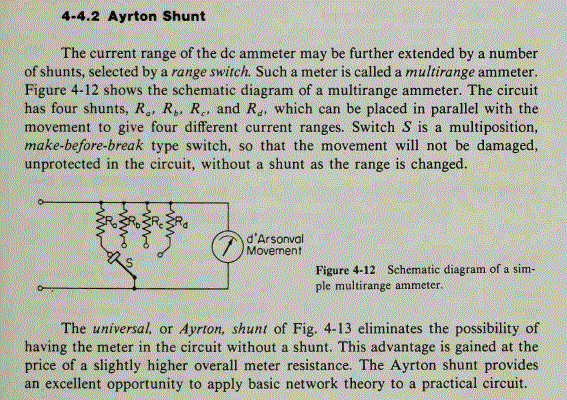 4-4.2 Ayrton Shunt
The current range of the dc ammeter may be further extended by a number
of shunts, selected by a range switch. Such a meter is called a multirange ammeter.
Figure 4-12 shows the schematic diagram of a multirange ammeter. The circuit
has four shunts, Ra, Rb, Rc, and Rd, which can be placed in parallel with the
movement to give four different current ranges. Switch S is a multiposition,
make-before-break type switch, so that the movement will not be damaged,
unprotected in the circuit, without a shunt as the range is changed.
Ra Rb Rc Rd
S
d'Arsonval
Movement
Figure 4-12 Schematic diagram of a sim-
ple multirange ammeter.
The universal, or Ayrton, shunt of Fig. 4-13 eliminates the possibility of
having the meter in the circuit without a shunt. This advantage is gained at the
price of a slightly higher overall meter resistance. The Ayrton shunt provides
an excellent opportunity to apply basic network theory to a practical circuit.